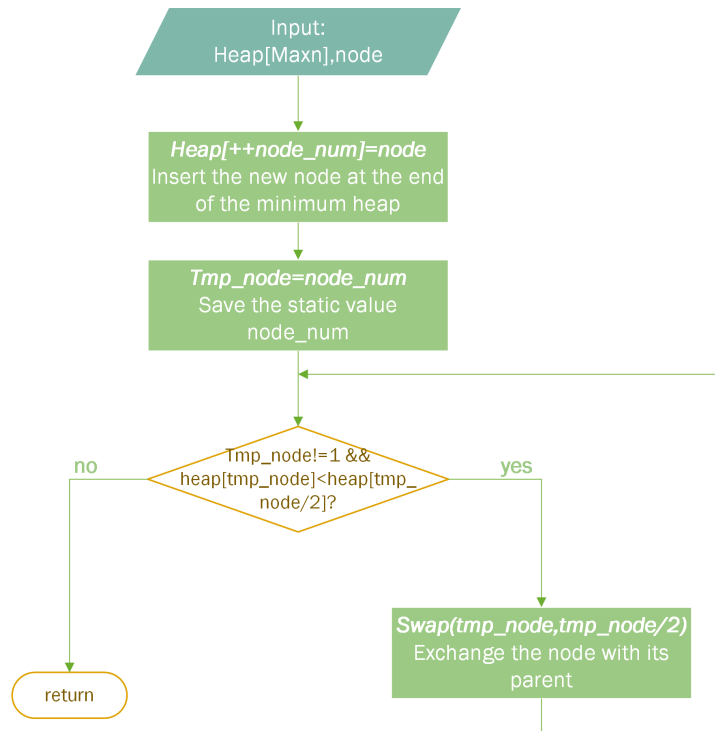 Input:
Heap[Maxn],node
Heap[++node_num]=node
Insert the new node at the end
of the minimum heap
Tmp_node=node_num
Save the static value
node_num
Tmp_node!=1 &&
heap[tmp_node]<heap[tmp_
node/2]?
no
yes
Swap(tmp_node,tmp_node/2)
Exchange the node with its
parent
return